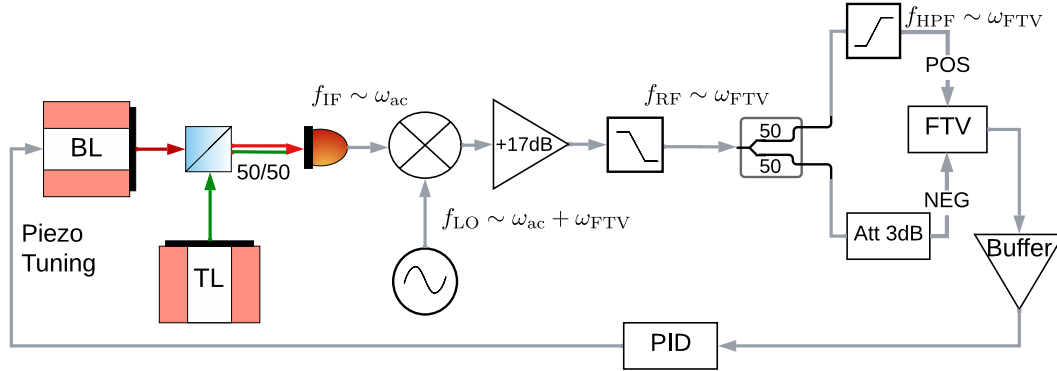 f_HPF ∼ ω_FTV
POS
f_IF ∼ ω_ac
f_RF ∼ ω_FTV
50
50
BL
+17dB
FTV
50/50
NEG
f_LO ∼ ω_ac + ω_FTV
Piezo
Tuning
TL
Att 3dB
Buffer
PID